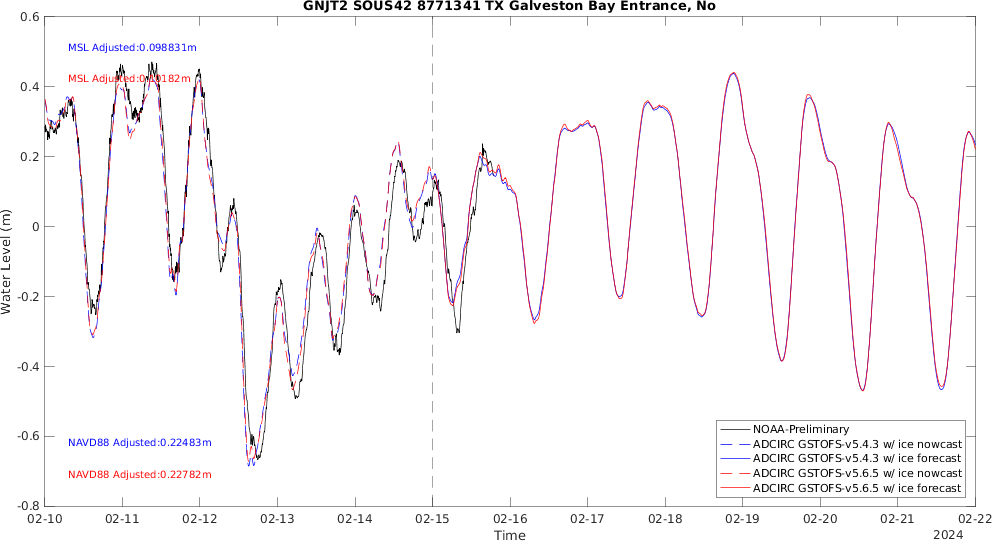 GNJT2 SOUS42 8771341 TX Galveston Bay Entrance, No
0.6
0.4
0.2
0
-0.2
-0.4
-0.6
-0.8
Water Level (m)
MSL Adjusted:0.098831m
MSL Adjusted:0.10182m
NAVD88 Adjusted:0.22483m
NAVD88 Adjusted:0.22782m
NOAA-Preliminary
ADCIRC GSTOFS-v5.4.3 w/ ice nowcast
ADCIRC GSTOFS-v5.4.3 w/ ice forecast
ADCIRC GSTOFS-v5.6.5 w/ ice nowcast
ADCIRC GSTOFS-v5.6.5 w/ ice forecast
02-10 02-11 02-12 02-13 02-14 02-15 02-16 02-17 02-18 02-19 02-20 02-21 02-22
Time
2024